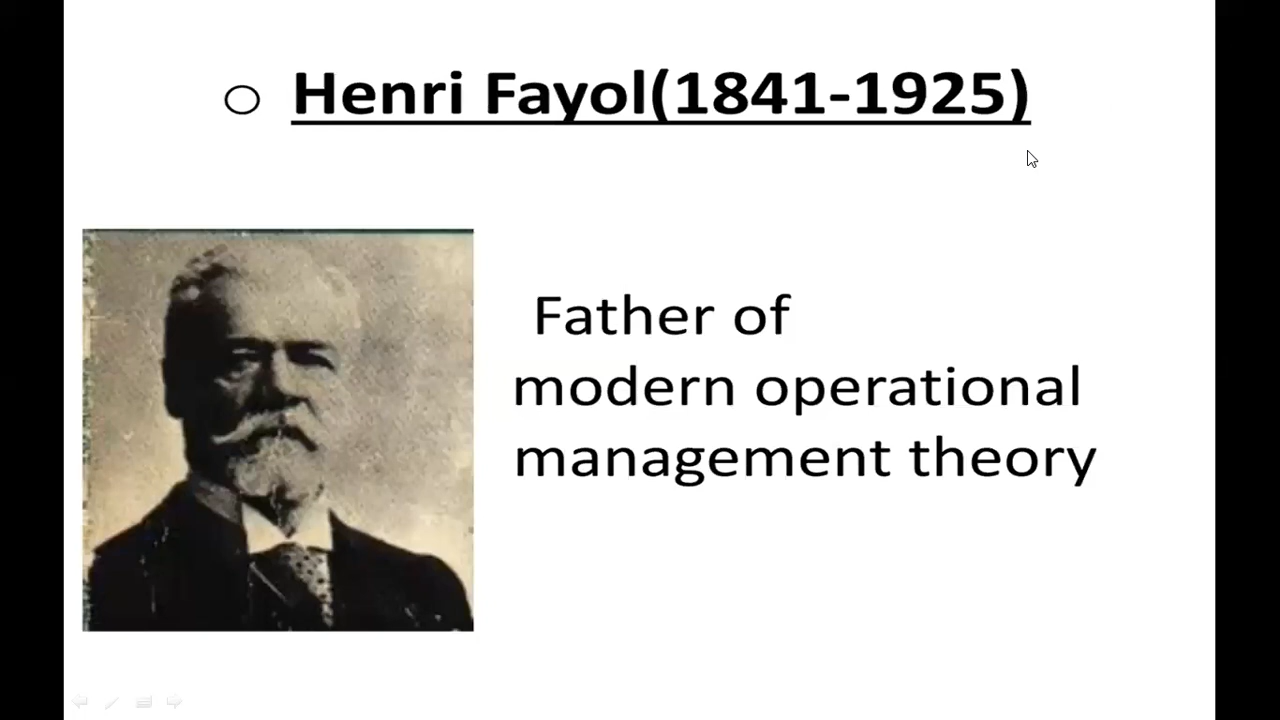 Henri Fayol(1841-1925)
Father of
modern operational
management theory